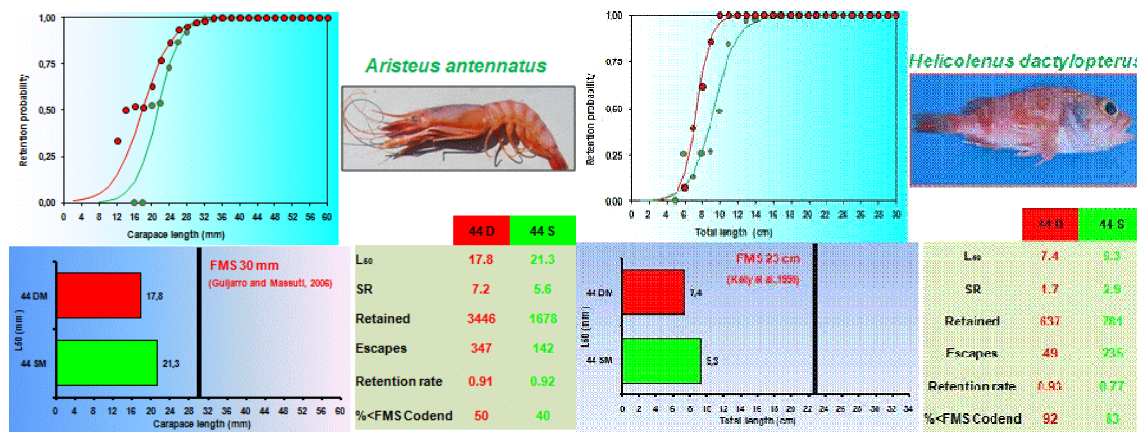 Retention probability
1,00
0,75
0,50
0,25
0,00
0 4 8 12 16 20 24 28 32 36 40 44 48 52 56 60
Carapace length (mm)
Aristeus antennatus
44 D 44 S
L50 17.8 21.3
SR 7.2 5.6
Retained 3446 1678
Escapes 347 142
Retention rate 0.91 0.92
%<FMS Codend 50 40
FMS 30 mm
(Guijarro and Massutí, 2006)
L50 (mm)
44 DM
17,8
44 SM
21,3
0 4 8 12 16 20 24 28 32 36 40 44 48 52 56 60
Carapace length (mm)
Retention probability
1,00
0,75
0,50
0,25
0,00
0 2 4 6 8 10 12 14 16 18 20 22 24 26 28 30
Total length (cm)
Helicolenus dactylopterus
44 D 44 S
L50 7.4
SR 1.7 2.9
Retained 637
Escapes 49
Retention rate 0.93 0.77
%<FMS Codend 92
FMS 23 cm
L50 (mm)
44 DM
7,4
44 SM
0 2 4 6 8 10 12 14 16 18 20 22 24 26 28 30 32 34
Total length (cm)